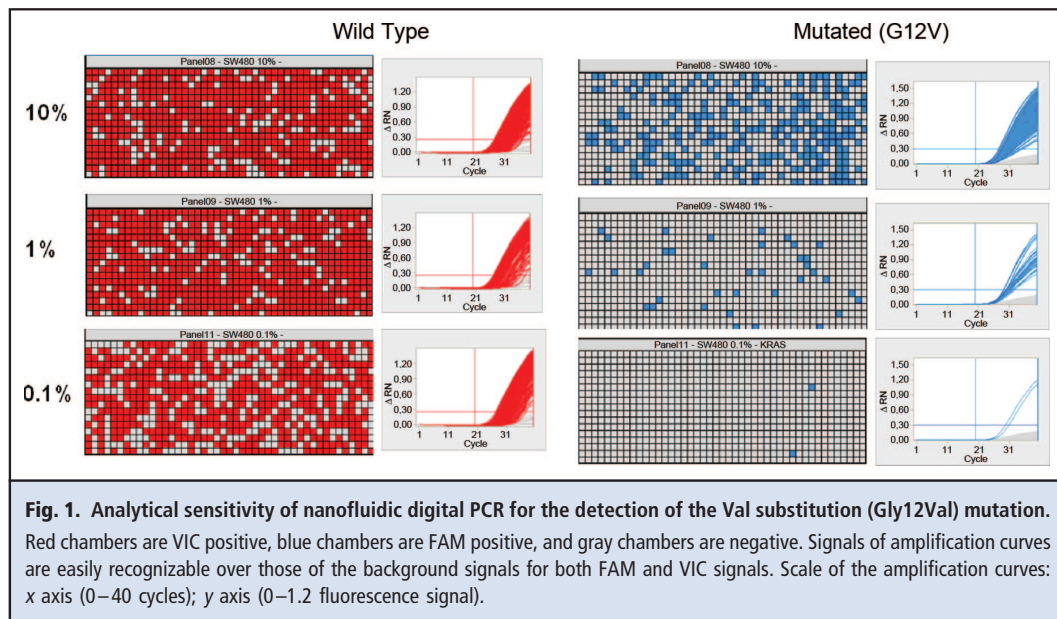 Wild Type
Mutated (G12V)
10%
Panel08 - SW480 10% -
1.20
0.90
0.60
0.30
0.00
Δ RN
1 11 21 31
Cycle
Panel08 - SW480 10% -
1,50
1,20
0,90
0,60
0,30
0,00
Δ RN
1 11 21 31
Cycle
1%
Panel09 - SW480 1% -
1.20
0.90
0.60
0.30
0.00
Δ RN
1 11 21 31
Cycle
Panel09 - SW480 1% -
1,50
1,20
0,90
0,60
0,30
0,00
Δ RN
1 11 21 31
Cycle
0.1%
Panel11 - SW480 0.1% -
1,20
0,90
0,60
0,30
0,00
Δ RN
1 11 21 31
Cycle
Panel11 - SW480 0.1% - KRAS
1,50
1,20
0,90
0,60
0,30
0,00
Δ RN
1 11 21 31
Cycle
Fig. 1. Analytical sensitivity of nanofluidic digital PCR for the detection of the Val substitution (Gly12Val) mutation.
Red chambers are VIC positive, blue chambers are FAM positive, and gray chambers are negative. Signals of amplification curves
are easily recognizable over those of the background signals for both FAM and VIC signals. Scale of the amplification curves:
x axis (0–40 cycles); y axis (0–1.2 fluorescence signal).